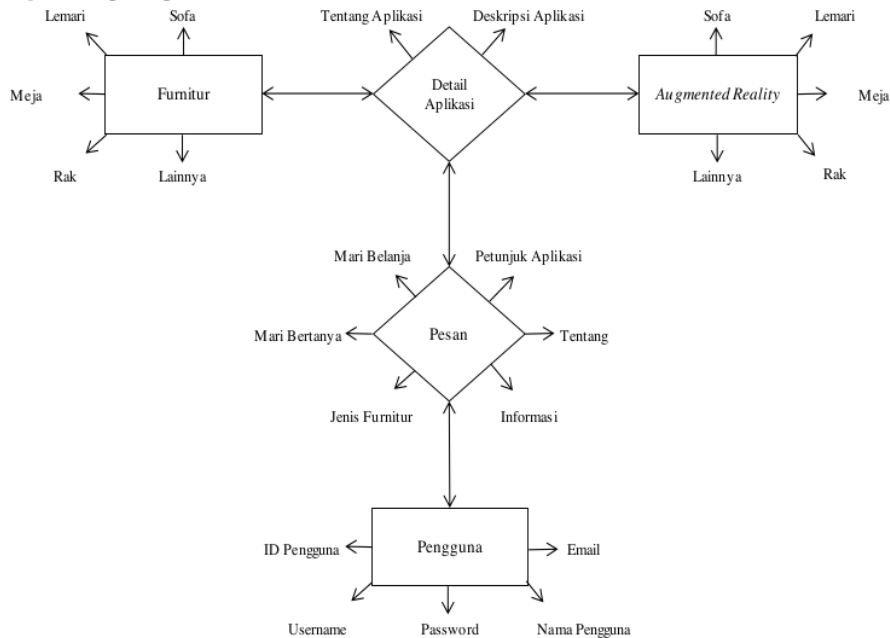 Lemari
Sofa
Tentang Aplikasi
Deskripsi Aplikasi
Sofa
Lemari
Meja
Furnitur
Detail
Aplikasi
Augmented Reality
Meja
Rak
Lainnya
Lainnya
Rak
Mari Belanja
Petunjuk Aplikasi
Mari Bertanya
Pesan
Tentang
Jenis Furnitur
Informasi
ID Pengguna
Pengguna
Email
Username
Password
Nama Pengguna